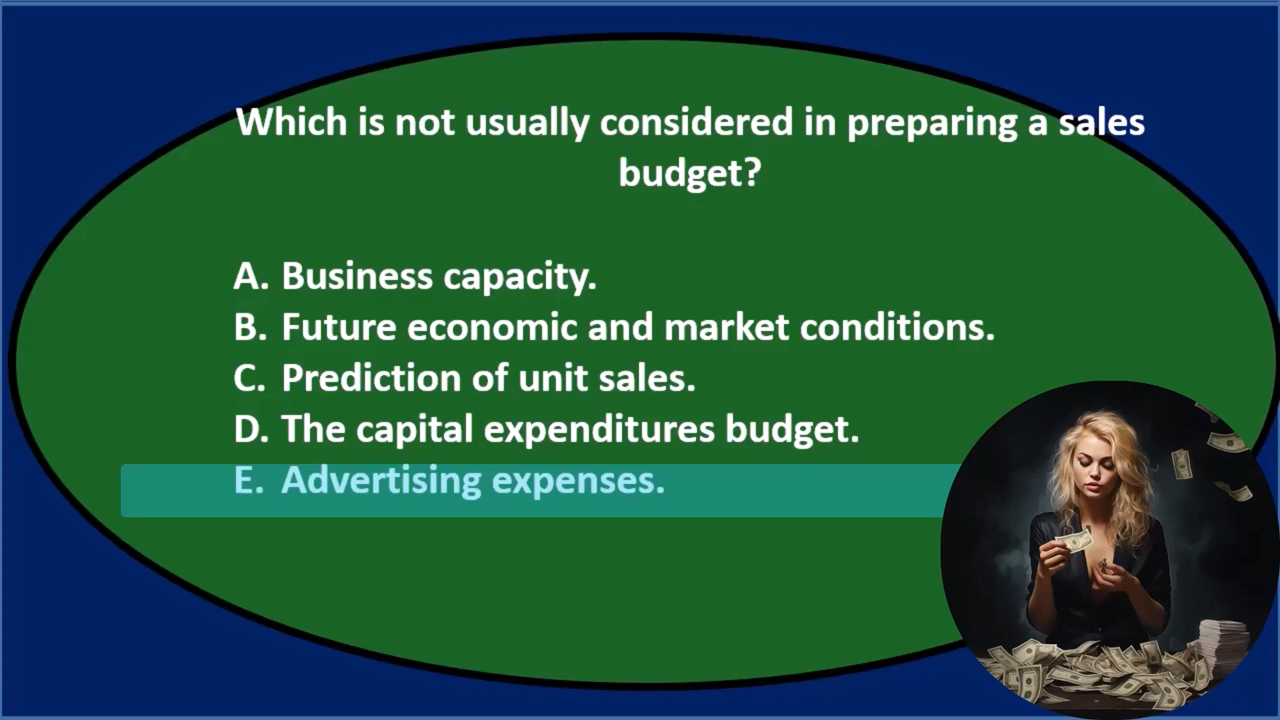 Which is not usually considered in preparing a sales
budget?
A. Business capacity.
B. Future economic and market conditions.
C. Prediction of unit sales.
D. The capital expenditures budget.
E. Advertising expenses.